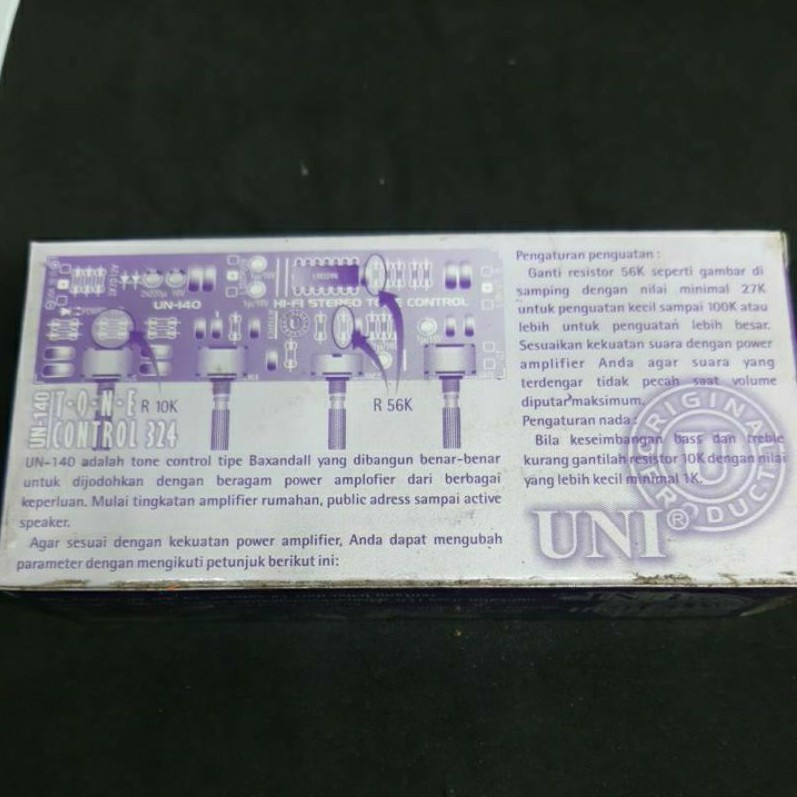 UN-140
HI-FI STEREO TONE CONTROL
R 10K
R 56K
UN-140
T-O-N-E
CONTROL 324
UN-140 adalah tone control tipe Baxandall yang dibangun benar-benar
untuk dijodohkan dengan beragam power amplofier dari berbagai
keperluan. Mulai tingkatan amplifier rumahan, public adress sampai active
speaker.
Agar sesuai dengan kekuatan power amplifier, Anda dapat mengubah
parameter dengan mengikuti petunjuk berikut ini:
Pengaturan penguatan :
Ganti resistor 56K seperti gambar di
samping dengan nilai minimal 27K
untuk penguatan kecil sampai 100K atau
lebih untuk penguatan lebih besar.
Sesuaikan kekuatan suara dengan power
amplifier Anda agar suara yang
terdengar tidak pecah saat volume
diputar maksimum.
Pengaturan nada :
Bila keseimbangan bass dan treble
kurang gantilah resistor 10K dengan nilai
yang lebih kecil minimal 1K.
ORIGINAL
U
PRODUCT
UNI®